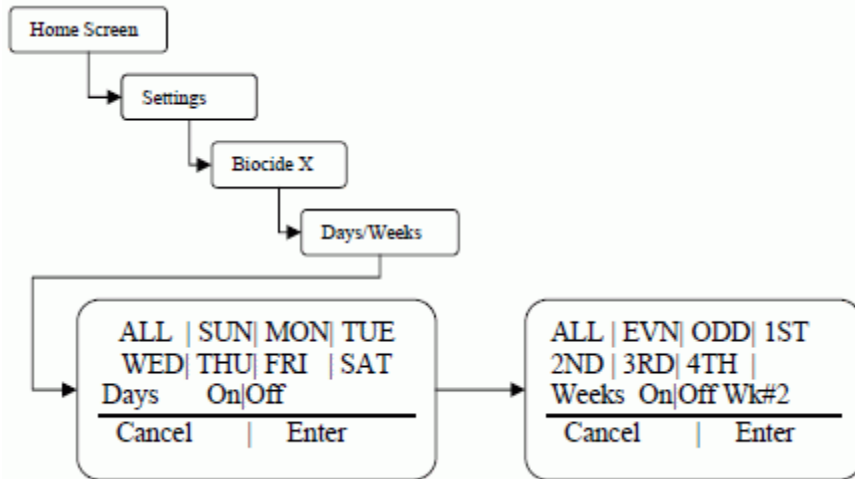 Home Screen
Settings
Biocide X
Days/Weeks
ALL | SUN| MON| TUE
WED| THU| FRI | SAT
Days On|Off
Cancel | Enter
ALL | EVN| ODD| 1ST
2ND | 3RD| 4TH |
Weeks On|Off Wk#2
Cancel | Enter